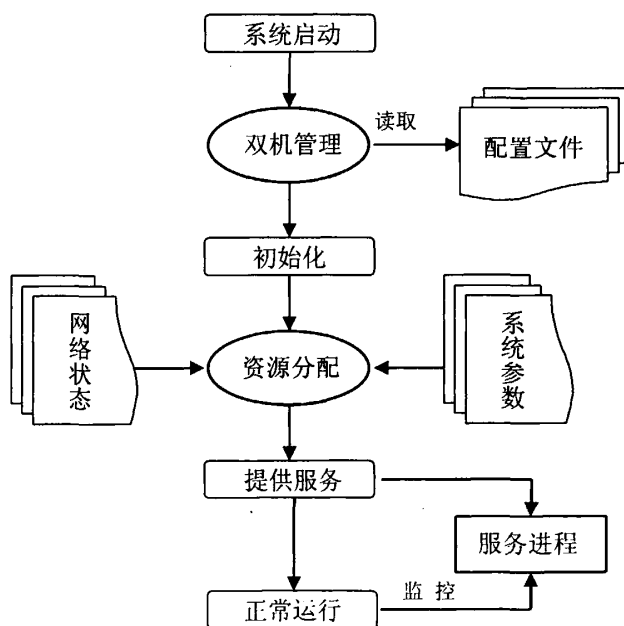 系统启动
双机管理
读取
配置文件
初始化
网络状态
资源分配
系统参数
提供服务
服务进程
监控
正常运行